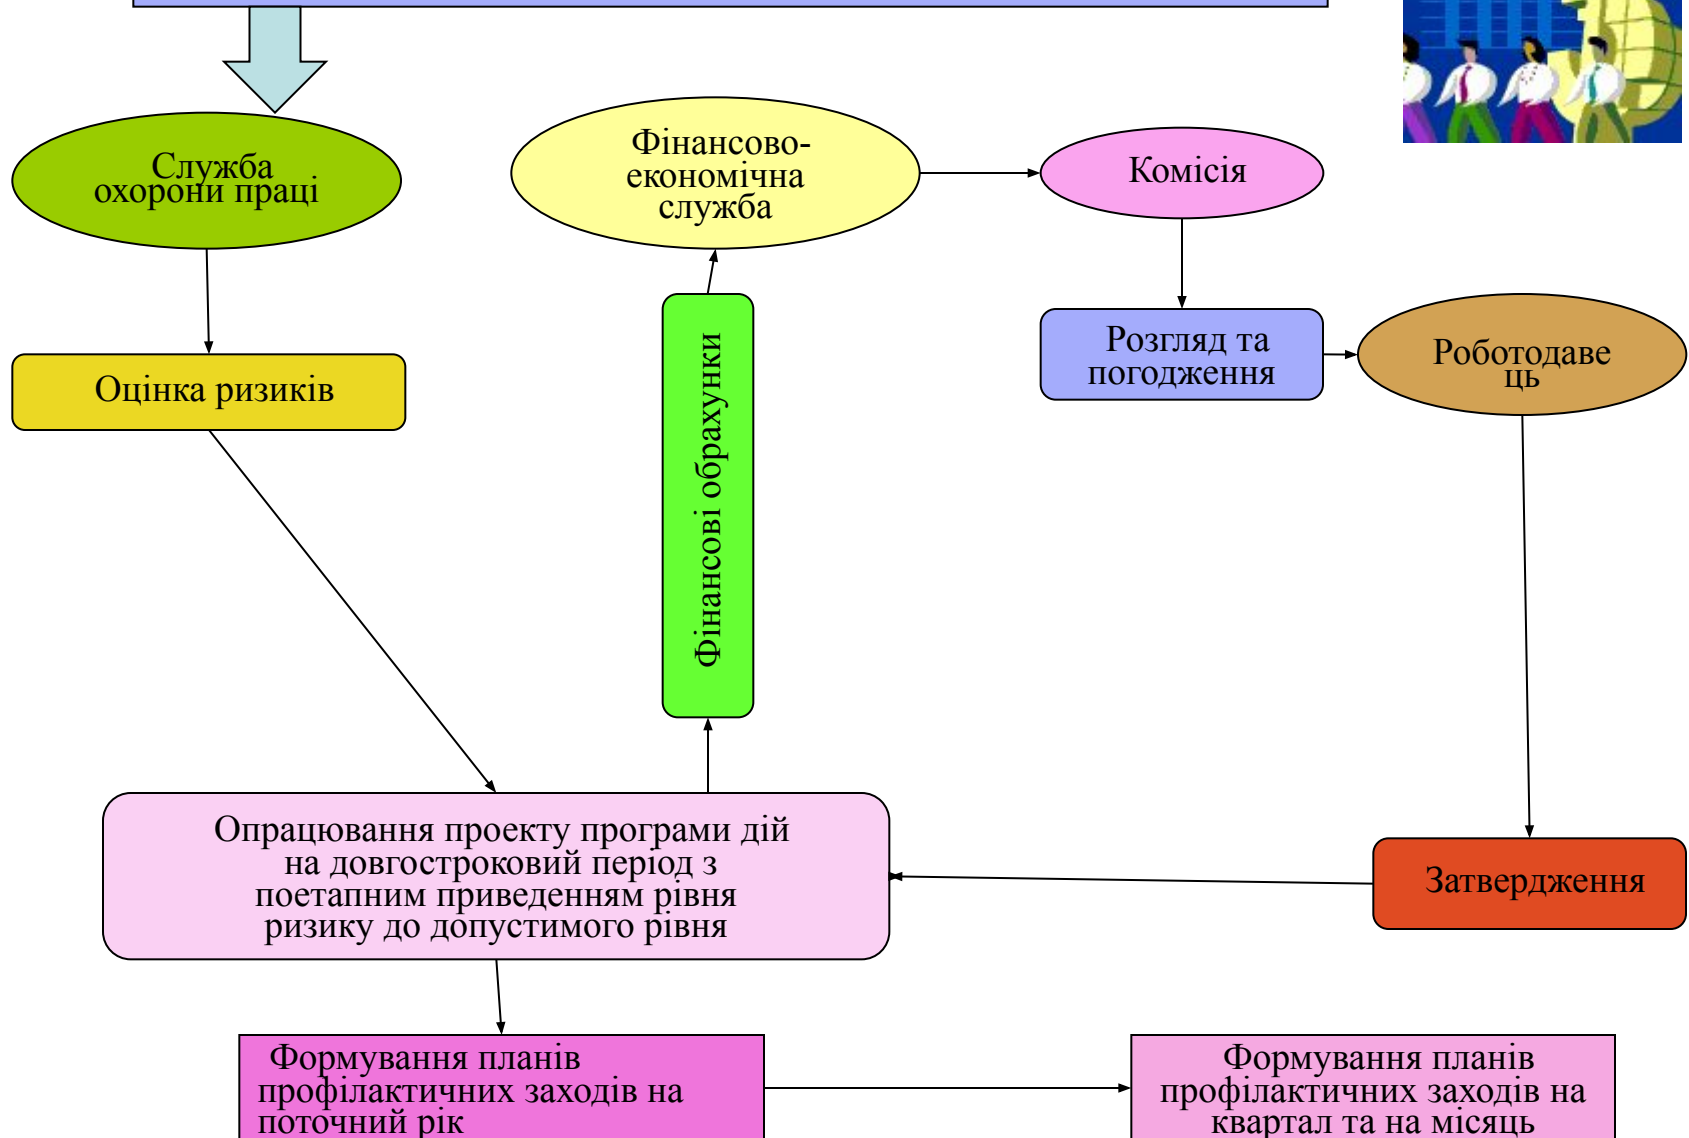 Служба
охорони праці
Фінансово-
економічна
служба
Комісія
Оцінка ризиків
Фінансові обрахунки
Розгляд та
погодження
Роботодаве
ць
Опрацювання проекту програми дій
на довгостроковий період з
поетапним приведенням рівня
ризику до допустимого рівня
Затвердження
Формування планів
профілактичних заходів на
поточний рік
Формування планів
профілактичних заходів на
квартал та на місяць